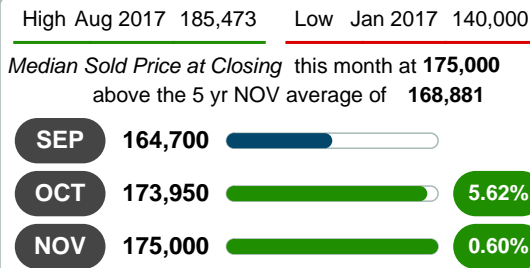 High Aug 2017 185,473 Low Jan 2017 140,000
Median Sold Price at Closing this month at 175,000
above the 5 yr NOV average of 168,881
SEP 164,700
OCT 173,950 5.62%
NOV 175,000 0.60%